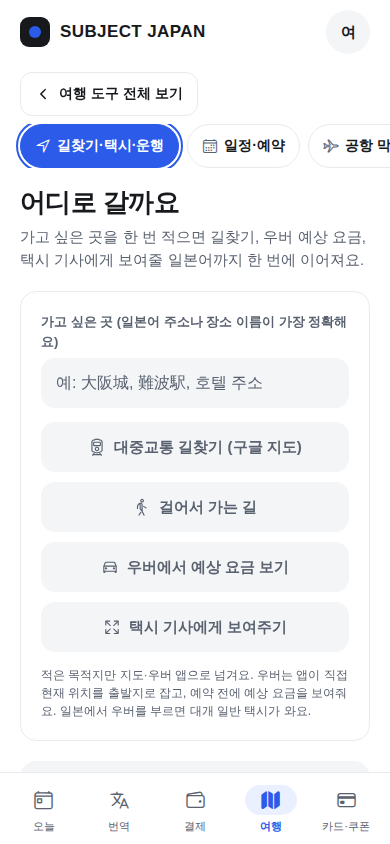 SUBJECT JAPAN
여
여행 도구 전체 보기
길찾기·택시·운행
일정·예약
공항 막
어디로 갈까요
가고 싶은 곳을 한 번 적으면 길찾기, 우버 예상 요금,
택시 기사에게 보여줄 일본어까지 한 번에 이어져요.
가고 싶은 곳 (일본어 주소나 장소 이름이 가장 정확해
요)
예: 大阪城, 難波駅, 호텔 주소
대중교통 길찾기 (구글 지도)
걸어서 가는 길
우버에서 예상 요금 보기
택시 기사에게 보여주기
적은 목적지만 지도·우버 앱으로 넘겨요. 우버는 앱이 직접
현재 위치를 출발지로 잡고, 예약 전에 예상 요금을 보여줘
요. 일본에서 우버를 부르면 대개 일반 택시가 와요.
오늘
번역
결제
여행
카드·쿠폰